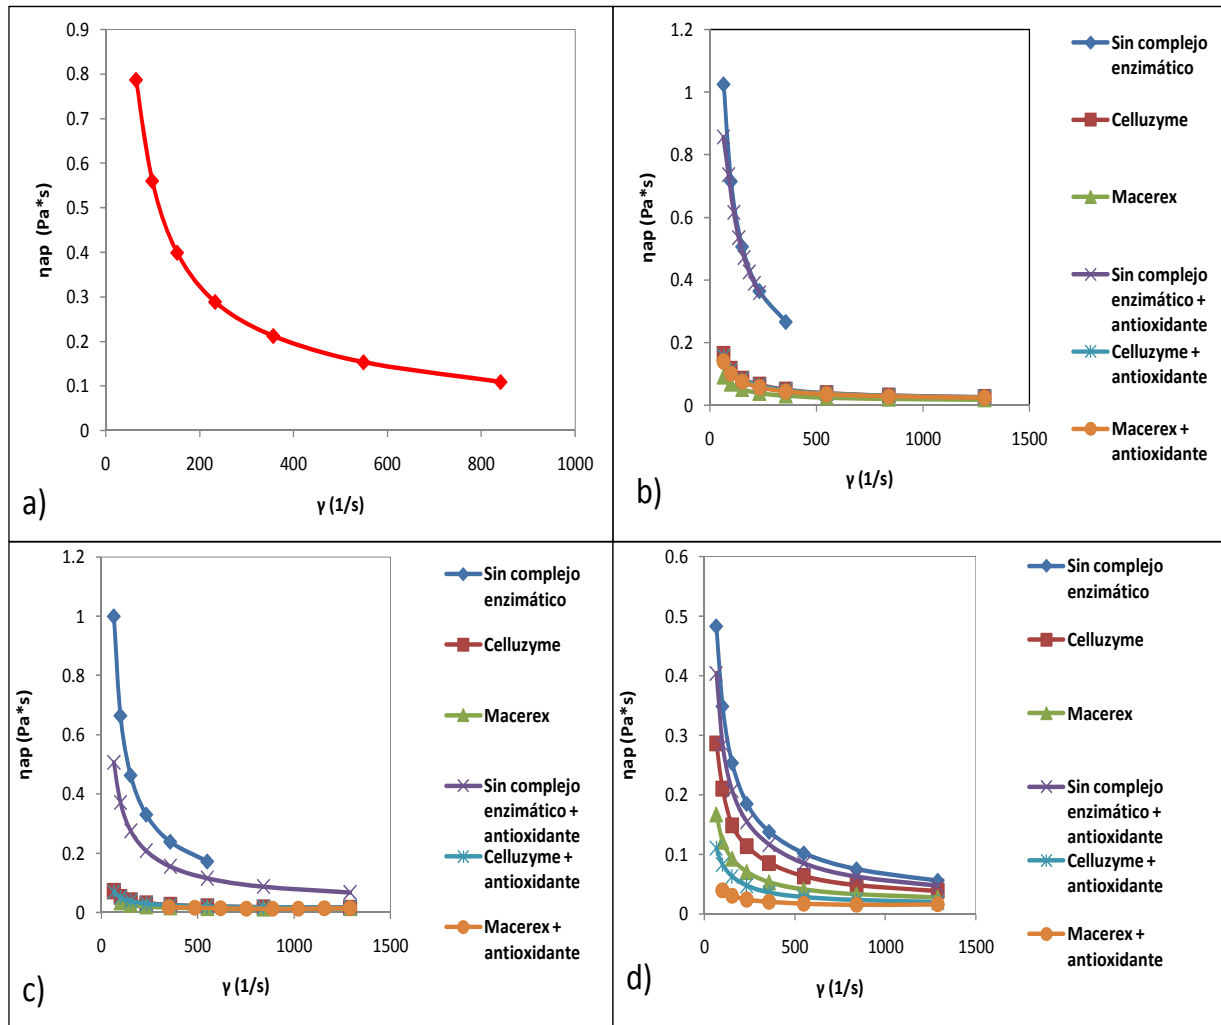 0.9
0.8
0.7
0.6
0.5
0.4
0.3
0.2
0.1
0
ηap (Pa*s)
0 200 400 600 800 1000
γ (1/s)
a)
1.2
1
0.8
0.6
0.4
0.2
0
ηap (Pa*s)
0 500 1000 1500
γ (1/s)
b)
Sin complejo
enzimático
Celluzyme
Macerex
Sin complejo
enzimático +
antioxidante
Celluzyme +
antioxidante
Macerex +
antioxidante
1.2
1
0.8
0.6
0.4
0.2
0
ηap (Pa*s)
0 500 1000 1500
γ (1/s)
c)
Sin complejo
enzimático
Celluzyme
Macerex
Sin complejo
enzimático +
antioxidante
Celluzyme +
antioxidante
Macerex +
antioxidante
0.6
0.5
0.4
0.3
0.2
0.1
0
ηap (Pa*s)
0 500 1000 1500
γ (1/s)
d)
Sin complejo
enzimático
Celluzyme
Macerex
Sin complejo
enzimático +
antioxidante
Celluzyme +
antioxidante
Macerex +
antioxidante